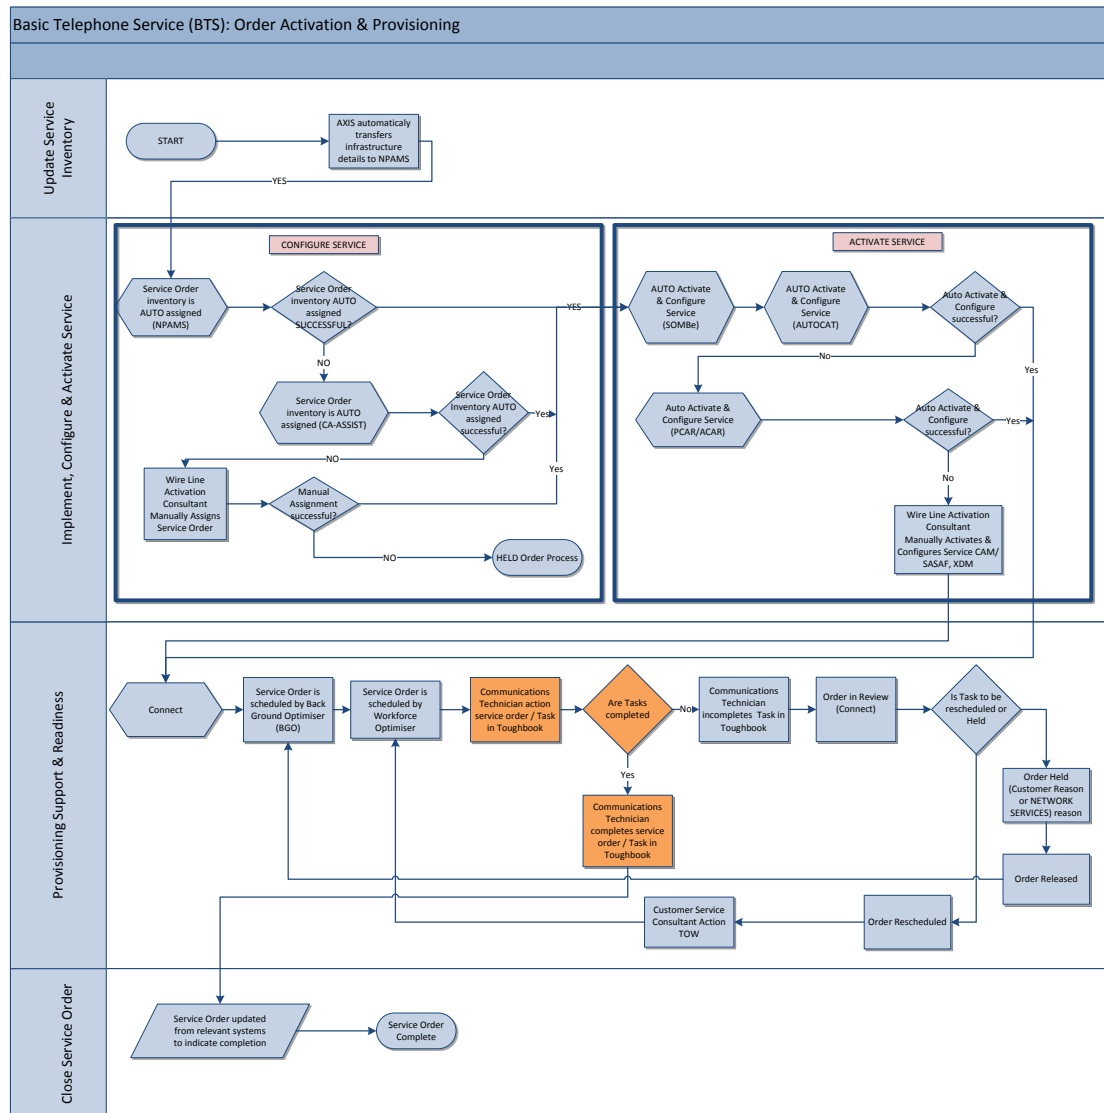 Basic Telephone Service (BTS): Order Activation & Provisioning
Update Service
Inventory
START
AXIS automaticaly
transfers
infrastructure
details to NPAMS
YES
Implement, Configure & Activate Service
CONFIGURE SERVICE
Service Order
inventory is
AUTO assigned
(NPAMS)
Service Order
inventory AUTO
assigned
SUCCESSFUL?
YES
NO
Service Order
inventory is AUTO
assigned (CA-ASSIST)
Service Order
Inventory AUTO
assigned
successful?
Yes
NO
Wire Line
Activation
Consultant
Manually Assigns
Service Order
Manual
Assignment
successful?
Yes
NO
HELD Order Process
ACTIVATE SERVICE
AUTO Activate
& Configure
Service
(SOMBe)
AUTO Activate
& Configure
Service
(AUTOCAT)
Auto Activate &
Configure
successful?
Yes
No
Auto Activate &
Configure Service
(PCAR/ACAR)
Auto Activate &
Configure
successful?
Yes
No
Wire Line Activation
Consultant
Manually Activates &
Configures Service CAM/
SASAF, XDM
Provisioning Support & Readiness
Connect
Service Order is
scheduled by Back
Ground Optimiser
(BGO)
Service Order is
scheduled by
Workforce
Optimiser
Communications
Technician action
service order / Task
in Toughbook
Are Tasks
completed
No
Communications
Technician
incompletes Task in
Toughbook
Order in Review
(Connect)
Is Task to be
rescheduled or
Held
Yes
Communications
Technician
completes service
order / Task in
Toughbook
Order Held
(Customer Reason
or NETWORK
SERVICES) reason
Order Released
Customer Service
Consultant Action
TOW
Order Rescheduled
Close Service Order
Service Order updated
from relevant systems
to indicate completion
Service Order
Complete